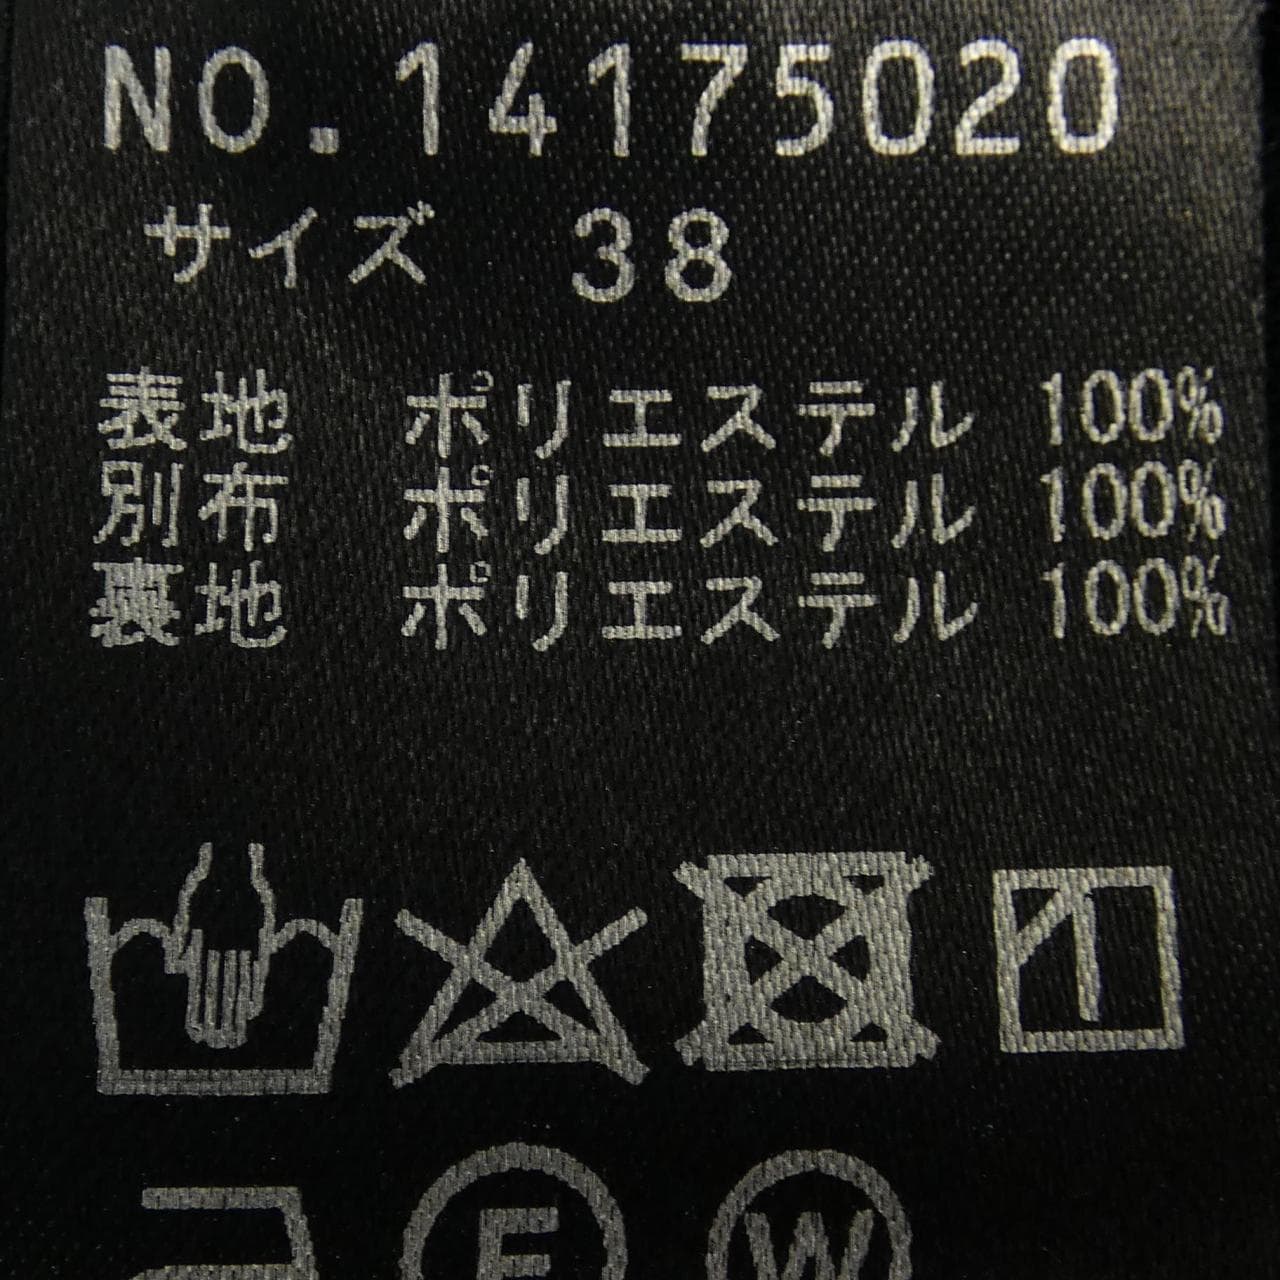 NO.14175020
サイズ 38
表地 ポリエステル 100%
別布 ポリエステル 100%
裏地 ポリエステル 100%
F W